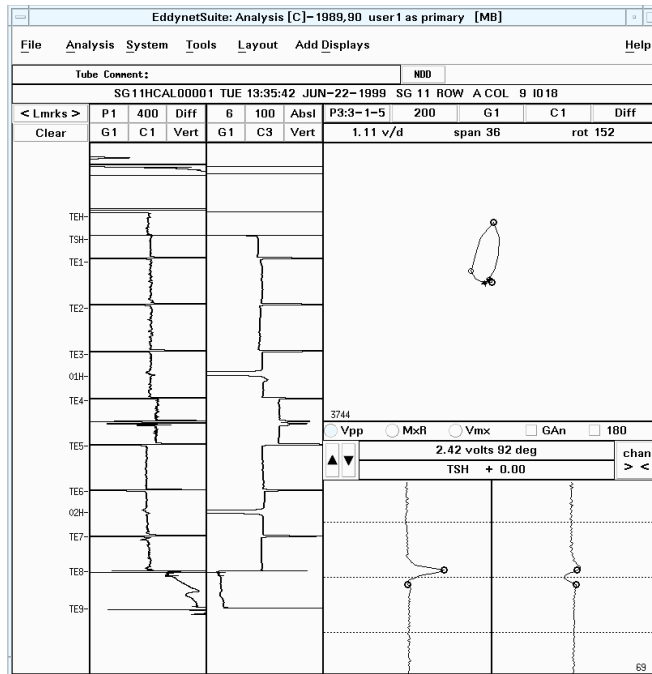 EddynetSuite: Analysis [C]-1989,90 user1 as primary [MB]
File Analysis System Tools Layout Add Displays Help
Tube Comment: NDD
SG11HCAL00001 TUE 13:35:42 JUN-22-1999 SG 11 ROW A COL 9 I018
< Lmrks > P1 400 Diff 6 100 Absl P3:3-1-5 200 G1 C1 Diff
Clear G1 C1 Vert G1 C3 Vert 1.11 v/d span 36 rot 152
TEH
TSH
TE1
TE2
TE3
01H
TE4
TE5
TE6
02H
TE7
TE8
TE9
3744
Vpp MxR Vmx GAn 180
2.42 volts 92 deg
TSH + 0.00
chan
> <
69